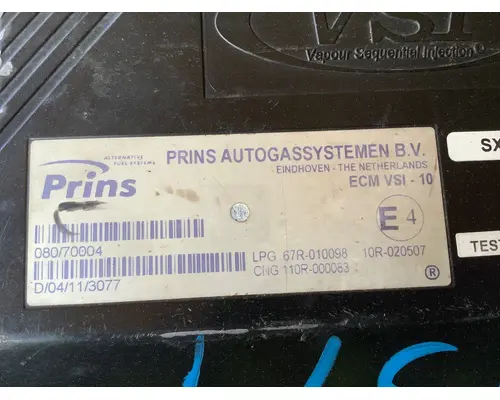 VSI
Vapour Sequential Injection ©
ALTERNATIVE
FUEL SYSTEMS
Prins
PRINS AUTOGASSYSTEMEN B.V.
EINDHOVEN - THE NETHERLANDS
ECM VSI - 10
E 4
080/70004
LPG 67R-010098 10R-020507
CNG 110R-000083
D/04/11/3077
®
SX
TEST